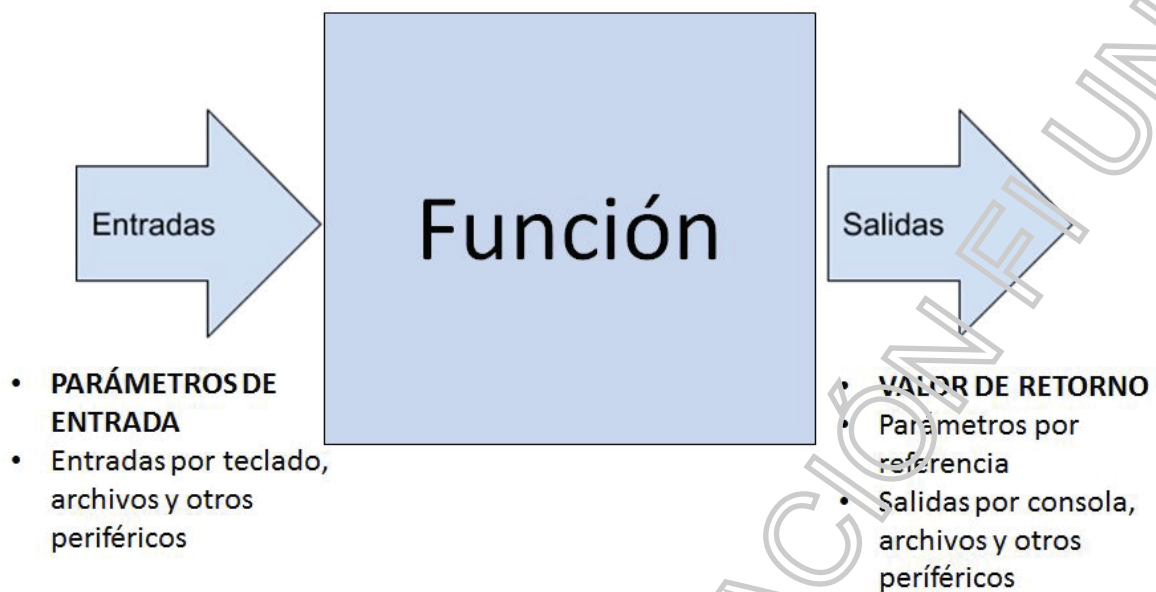 Entradas
Función
Salidas
• PARÁMETROS DE
ENTRADA
• Entradas por teclado,
archivos y otros
periféricos
• VALOR DE RETORNO
• Parámetros por
referencia
• Salidas por consola,
archivos y otros
períféricos